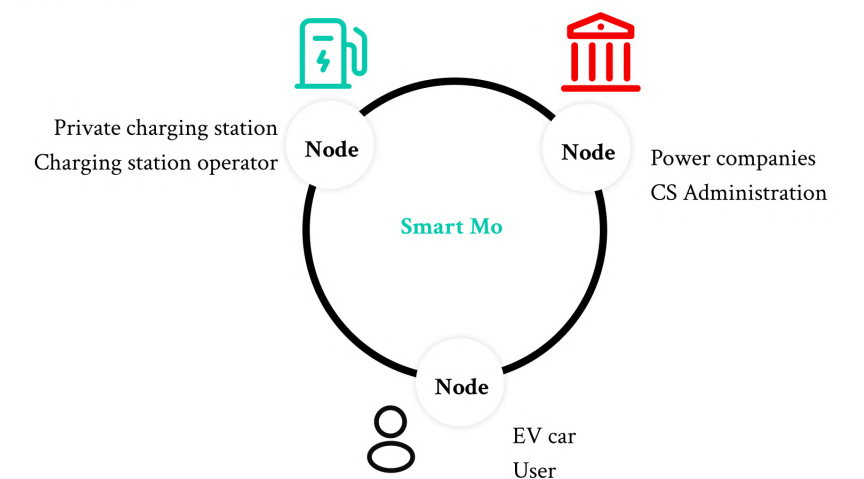 Private charging station
Charging station operator
Node
Node
Power companies
CS Administration
Smart Mo
Node
EV car
User